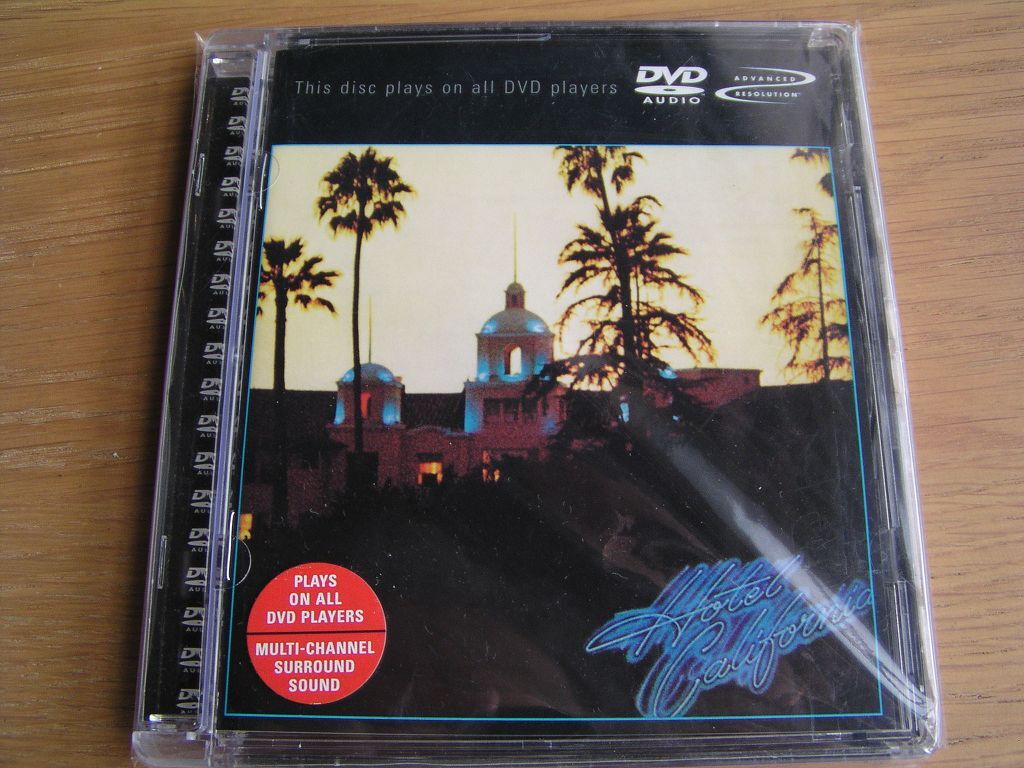 This disc plays on all DVD players
DVD
AUDIO
ADVANCED
RESOLUTION
PLAYS
ON ALL
DVD PLAYERS
MULTI-CHANNEL
SURROUND
SOUND
Hotel
California